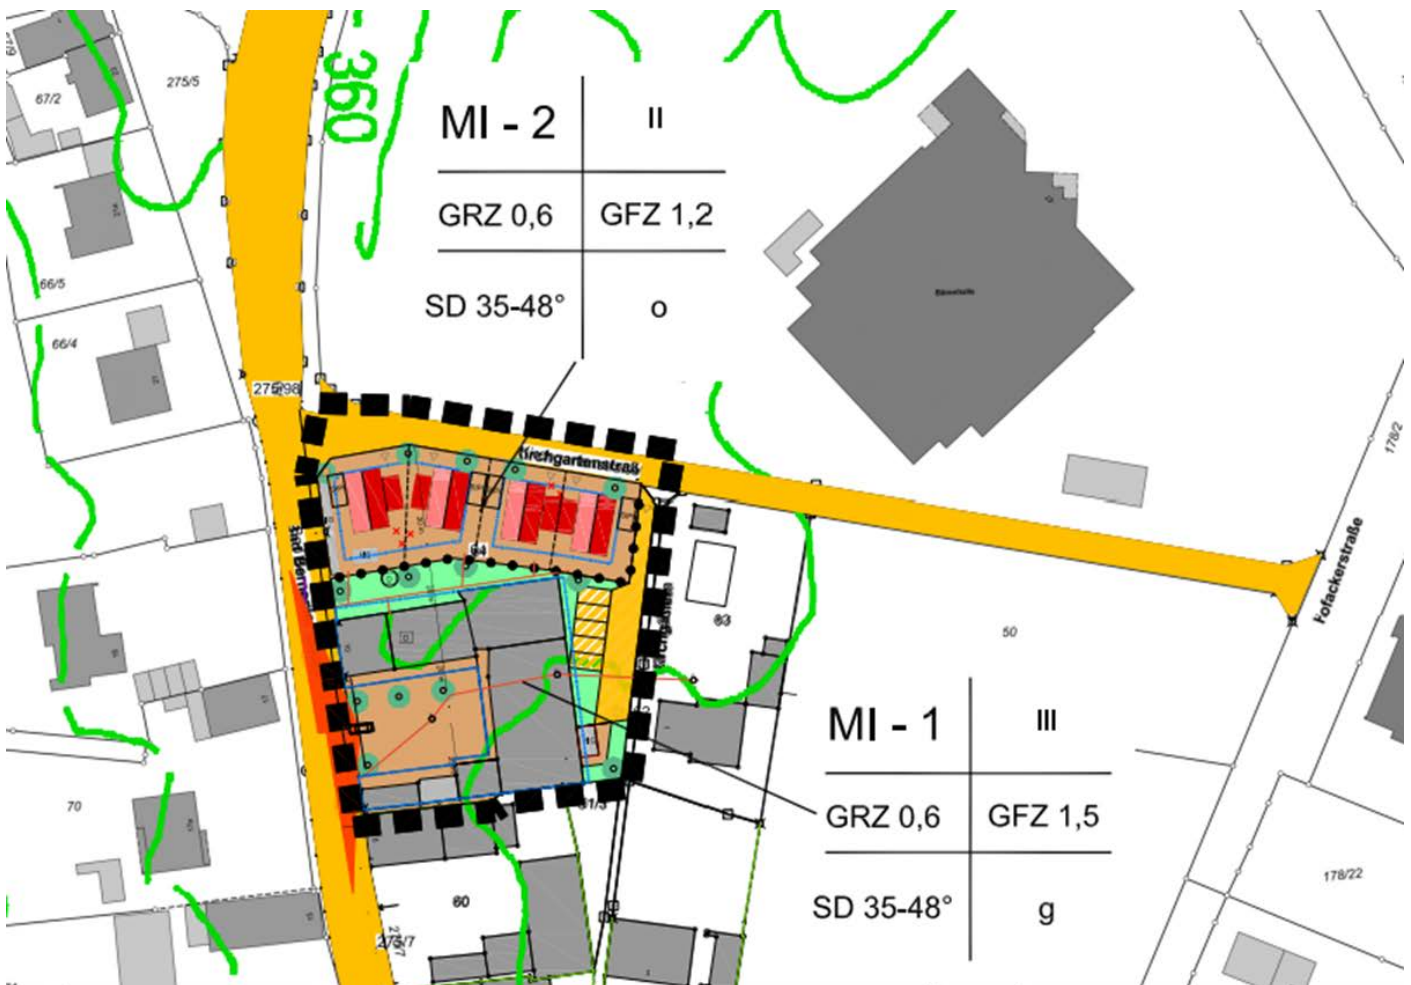 275/5
67/2
360
MI - 2
II
GRZ 0,6
GFZ 1,2
SD 35-48°
o
66/5
66/4
275/98
Kirchgartenstraß
178/2
Hofackerstraße
64
63
50
MI - 1
III
GRZ 0,6
GFZ 1,5
SD 35-48°
g
70
60
178/22